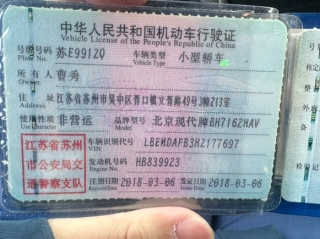 中华人民共和国机动车行驶证
Vehicle License of the People's Republic of China
号牌号码 苏E991ZQ 车辆类型 小型轿车
Plate No. Vehicle Type
所有人 曹秀
Owner
住址 江苏省苏州市吴中区胥口镇文胥路49号3幢213室
使用性质 非营运 品牌型号 北京现代牌BH7162HAV
江苏省苏州
市公安局交
通警察支队
车辆识别代号 LBEMDAFB3HZ177697
VIN
发动机号码 HB839923
Engine No.
注册日期 2018-03-06 发证日期 2018-03-06